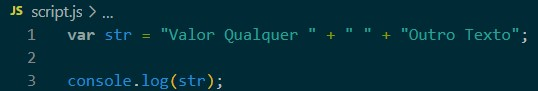 JS script.js > ...
1 var str = "Valor Qualquer " + " " + "Outro Texto";
2
3 console.log(str);